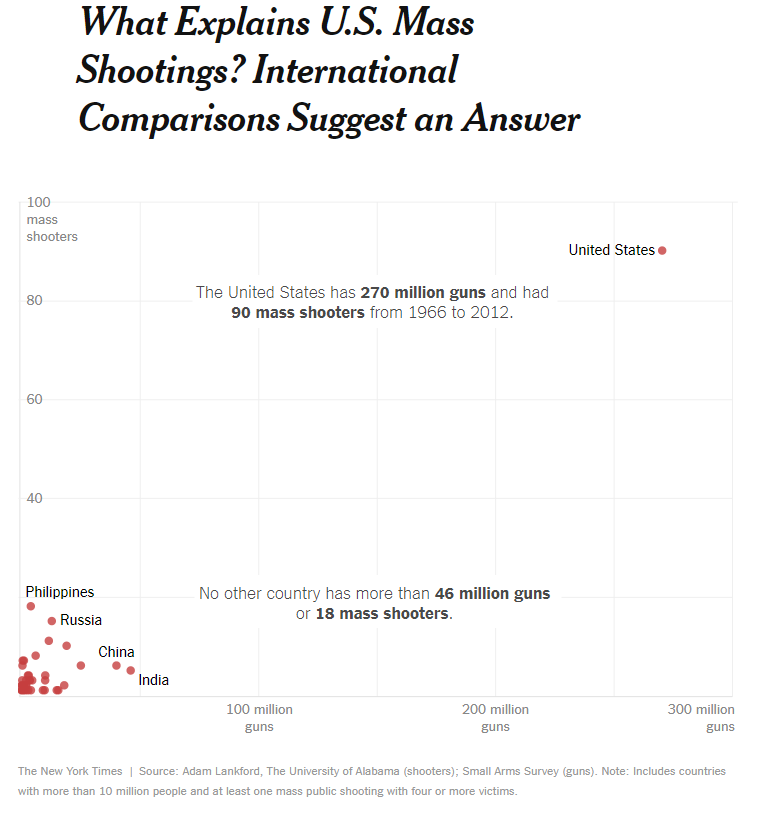 What Explains U.S. Mass
Shootings? International
Comparisons Suggest an Answer
100
mass
shooters
United States
The United States has 270 million guns and had
90 mass shooters from 1966 to 2012.
80
60
40
Philippines
No other country has more than 46 million guns
or 18 mass shooters.
Russia
China
India
100 million
guns
200 million
guns
300 million
guns
The New York Times | Source: Adam Lankford, The University of Alabama (shooters); Small Arms Survey (guns). Note: Includes countries
with more than 10 million people and at least one mass public shooting with four or more victims.